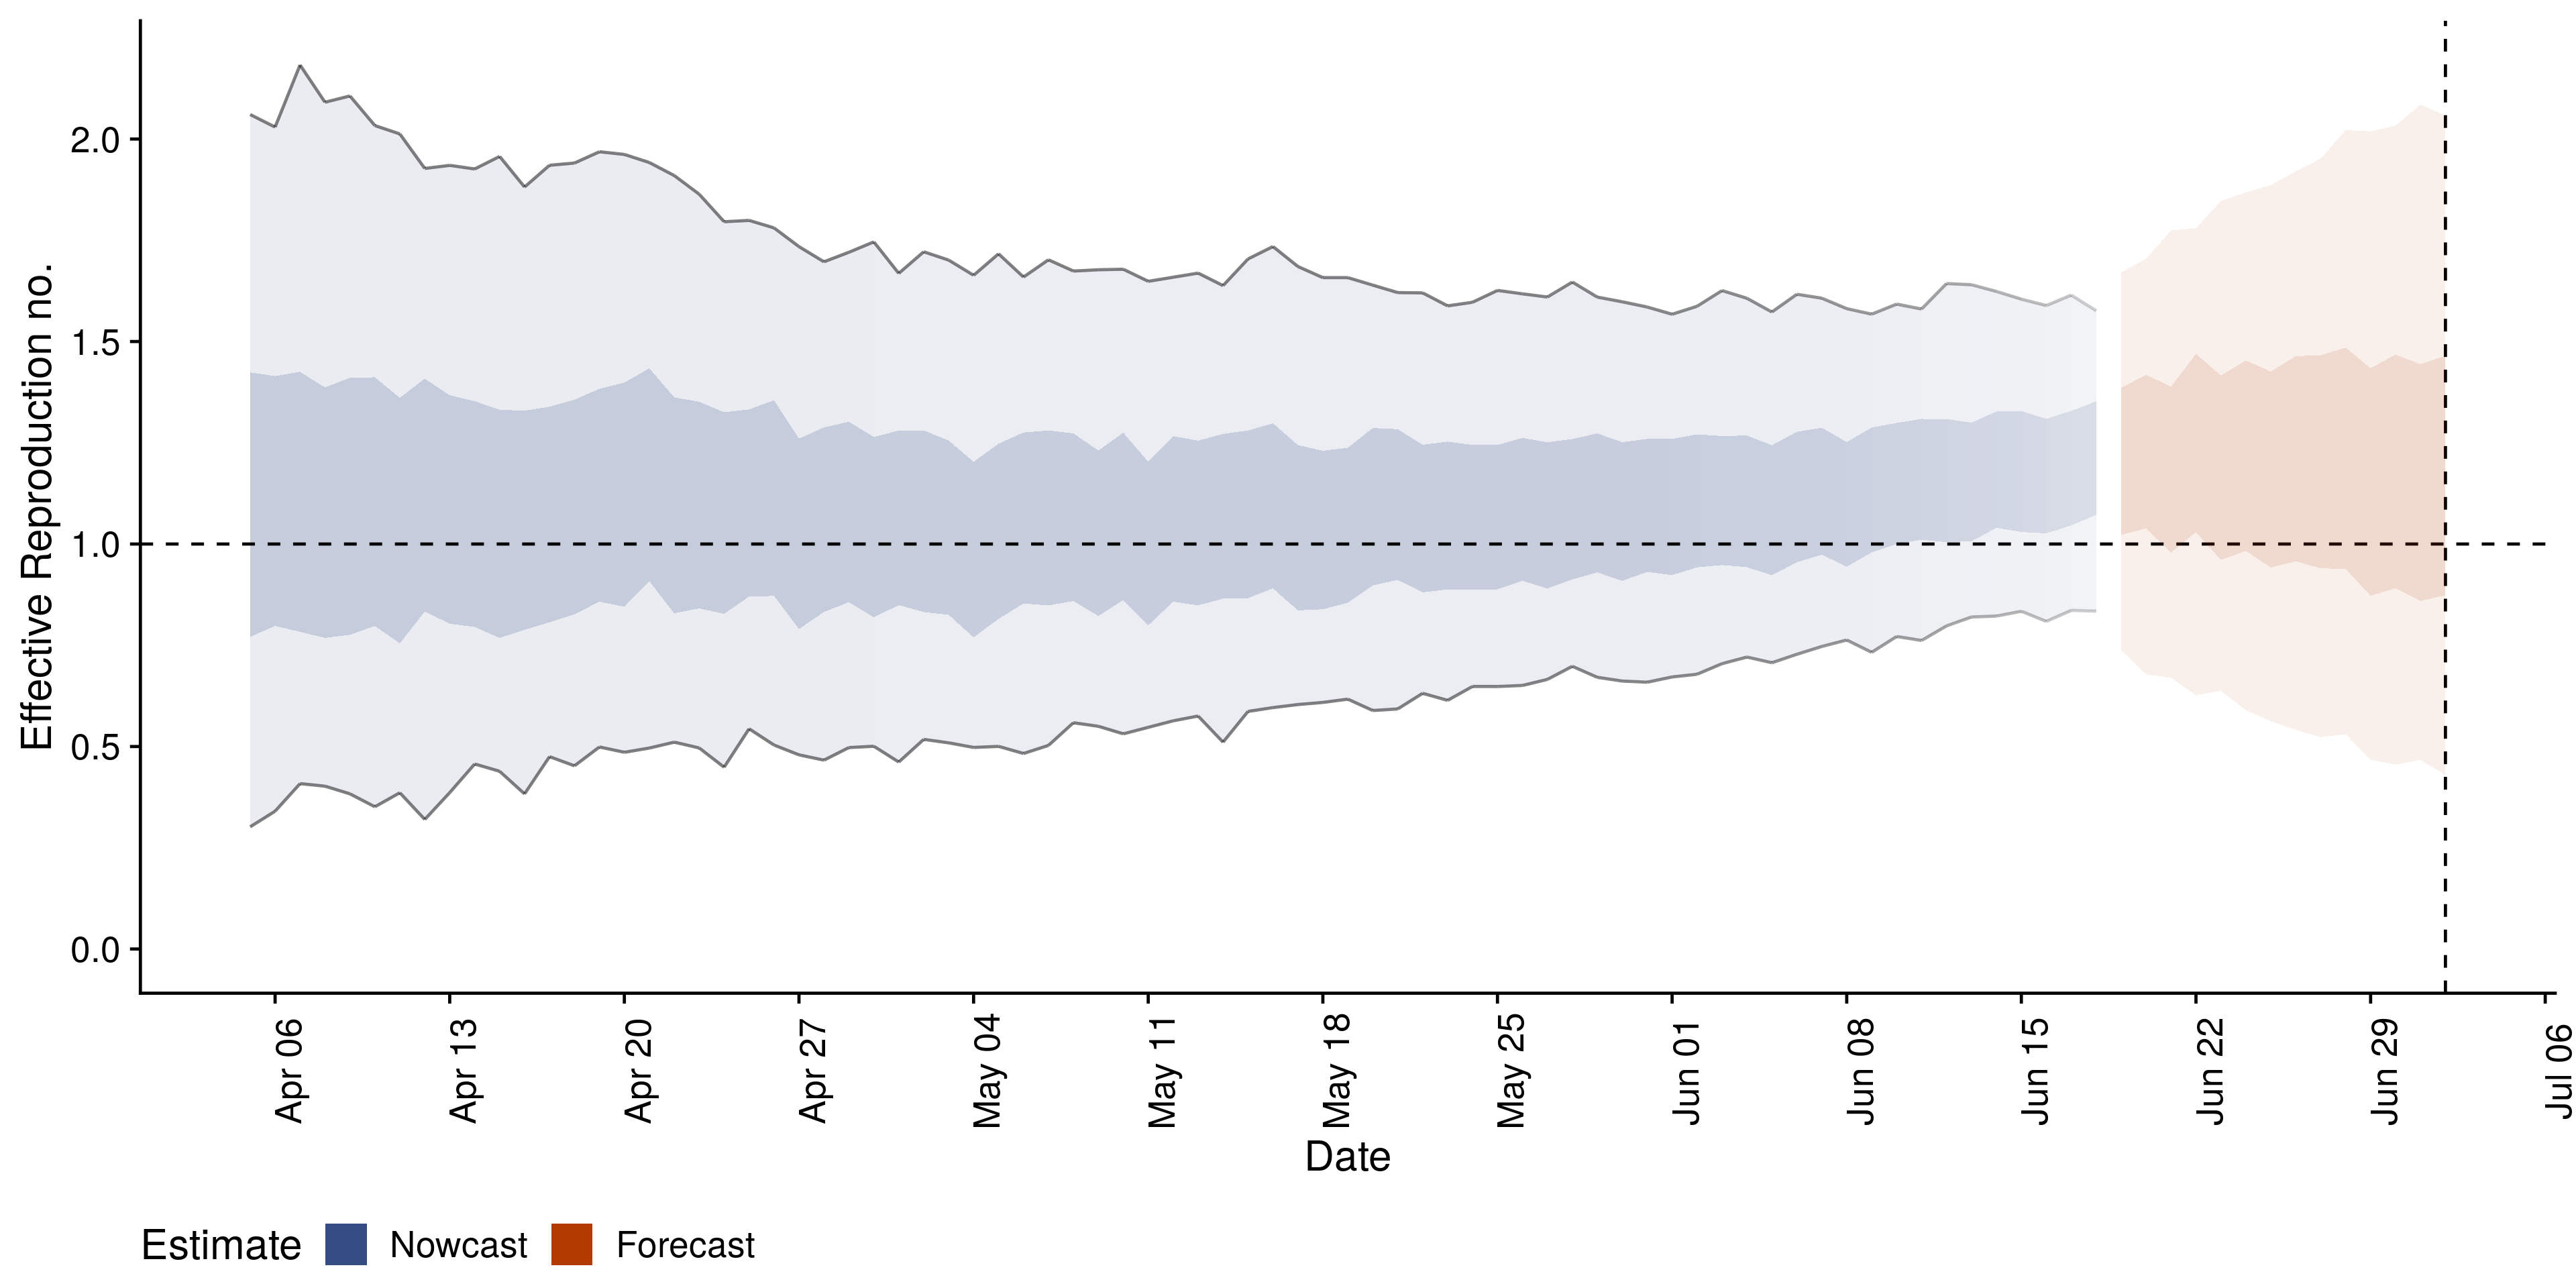 Effective Reproduction no.
2.0
1.5
1.0
0.5
0.0
Apr 06
Apr 13
Apr 20
Apr 27
May 04
May 11
May 18
May 25
Jun 01
Jun 08
Jun 15
Jun 22
Jun 29
Jul 06
Date
Estimate Nowcast Forecast